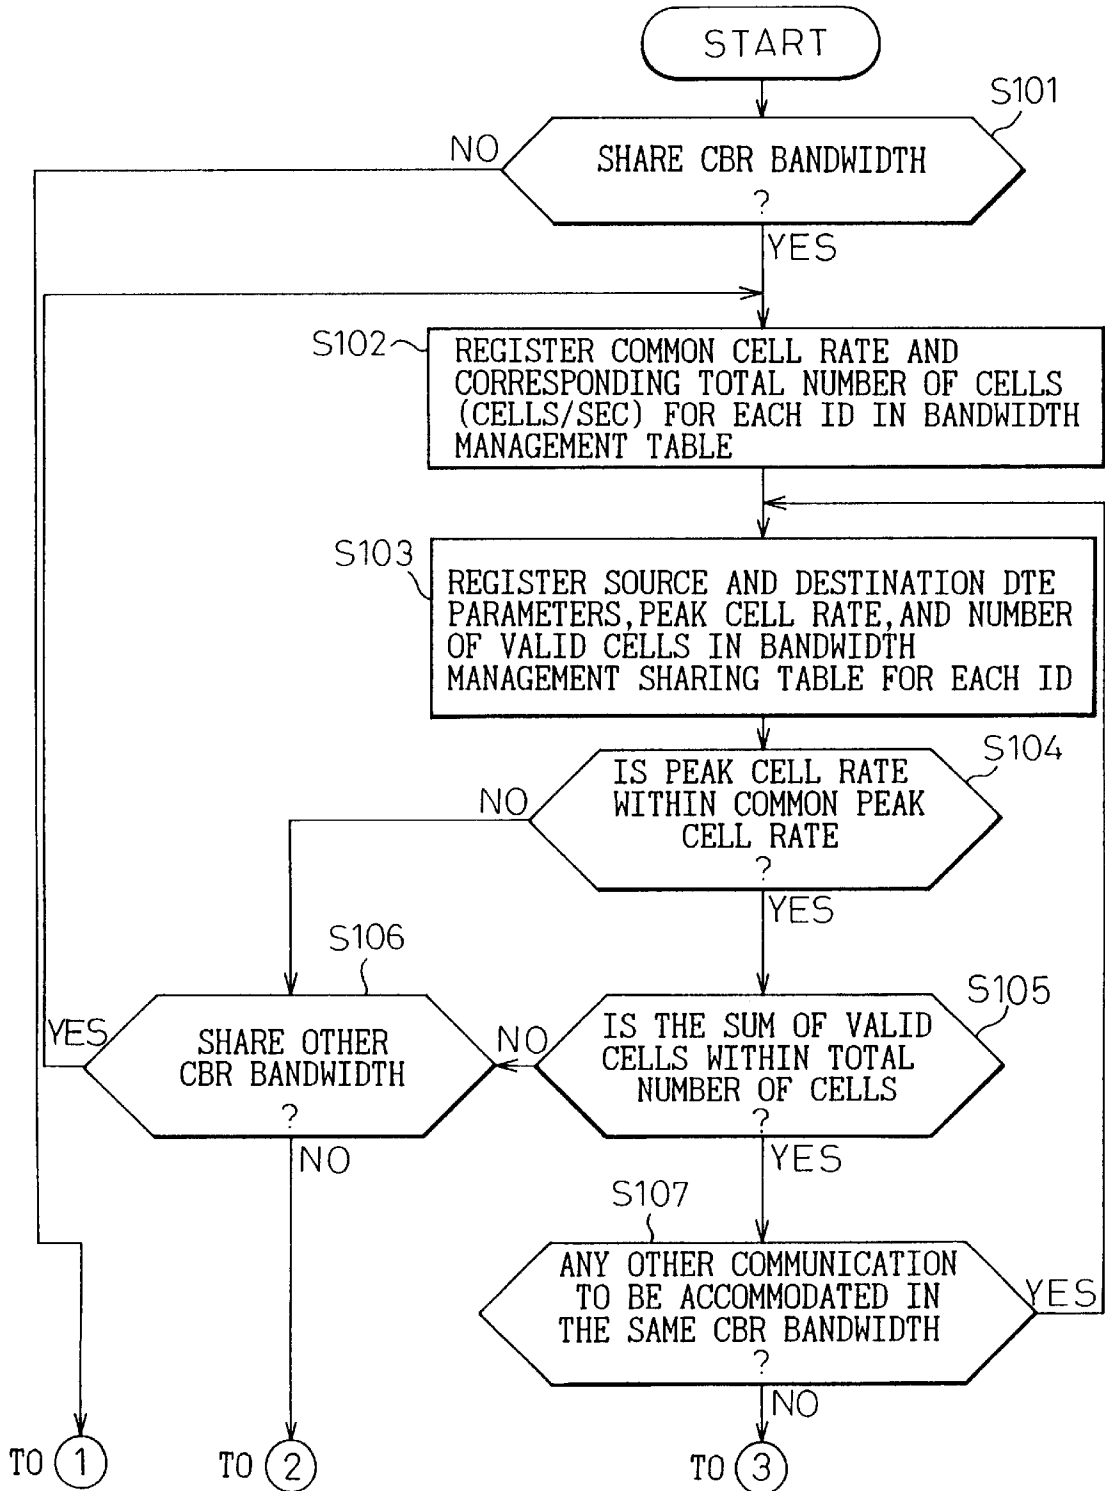 START
S101
NO
SHARE CBR BANDWIDTH
?
YES
S102
REGISTER COMMON CELL RATE AND
CORRESPONDING TOTAL NUMBER OF CELLS
(CELLS/SEC) FOR EACH ID IN BANDWIDTH
MANAGEMENT TABLE
S103
REGISTER SOURCE AND DESTINATION DTE
PARAMETERS, PEAK CELL RATE, AND NUMBER
OF VALID CELLS IN BANDWIDTH
MANAGEMENT SHARING TABLE FOR EACH ID
S104
NO
IS PEAK CELL RATE
WITHIN COMMON PEAK
CELL RATE
?
YES
S106
S105
YES
SHARE OTHER
CBR BANDWIDTH
?
NO
IS THE SUM OF VALID
CELLS WITHIN TOTAL
NUMBER OF CELLS
?
NO
YES
S107
ANY OTHER COMMUNICATION
TO BE ACCOMMODATED IN
THE SAME CBR BANDWIDTH
?
YES
NO
TO 1
TO 2
TO 3